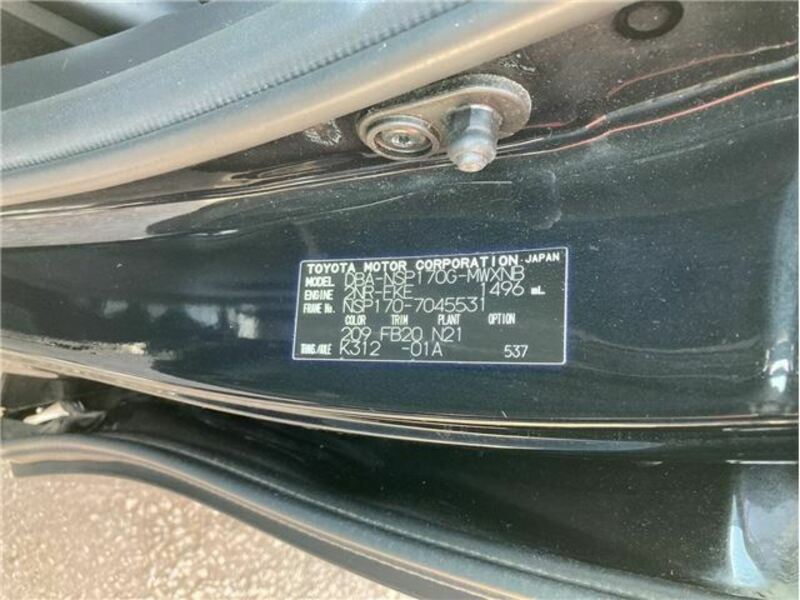 TOYOTA MOTOR CORPORATION . JAPAN
MODEL DBA-NSP170G-MWXNB
ENGINE 2NR-FKE 1496 mL
FRAME No. NSP170-7045531
COLOR TRIM PLANT OPTION
209 FB20 N21
TRANS./AXLE K312 -01A 537